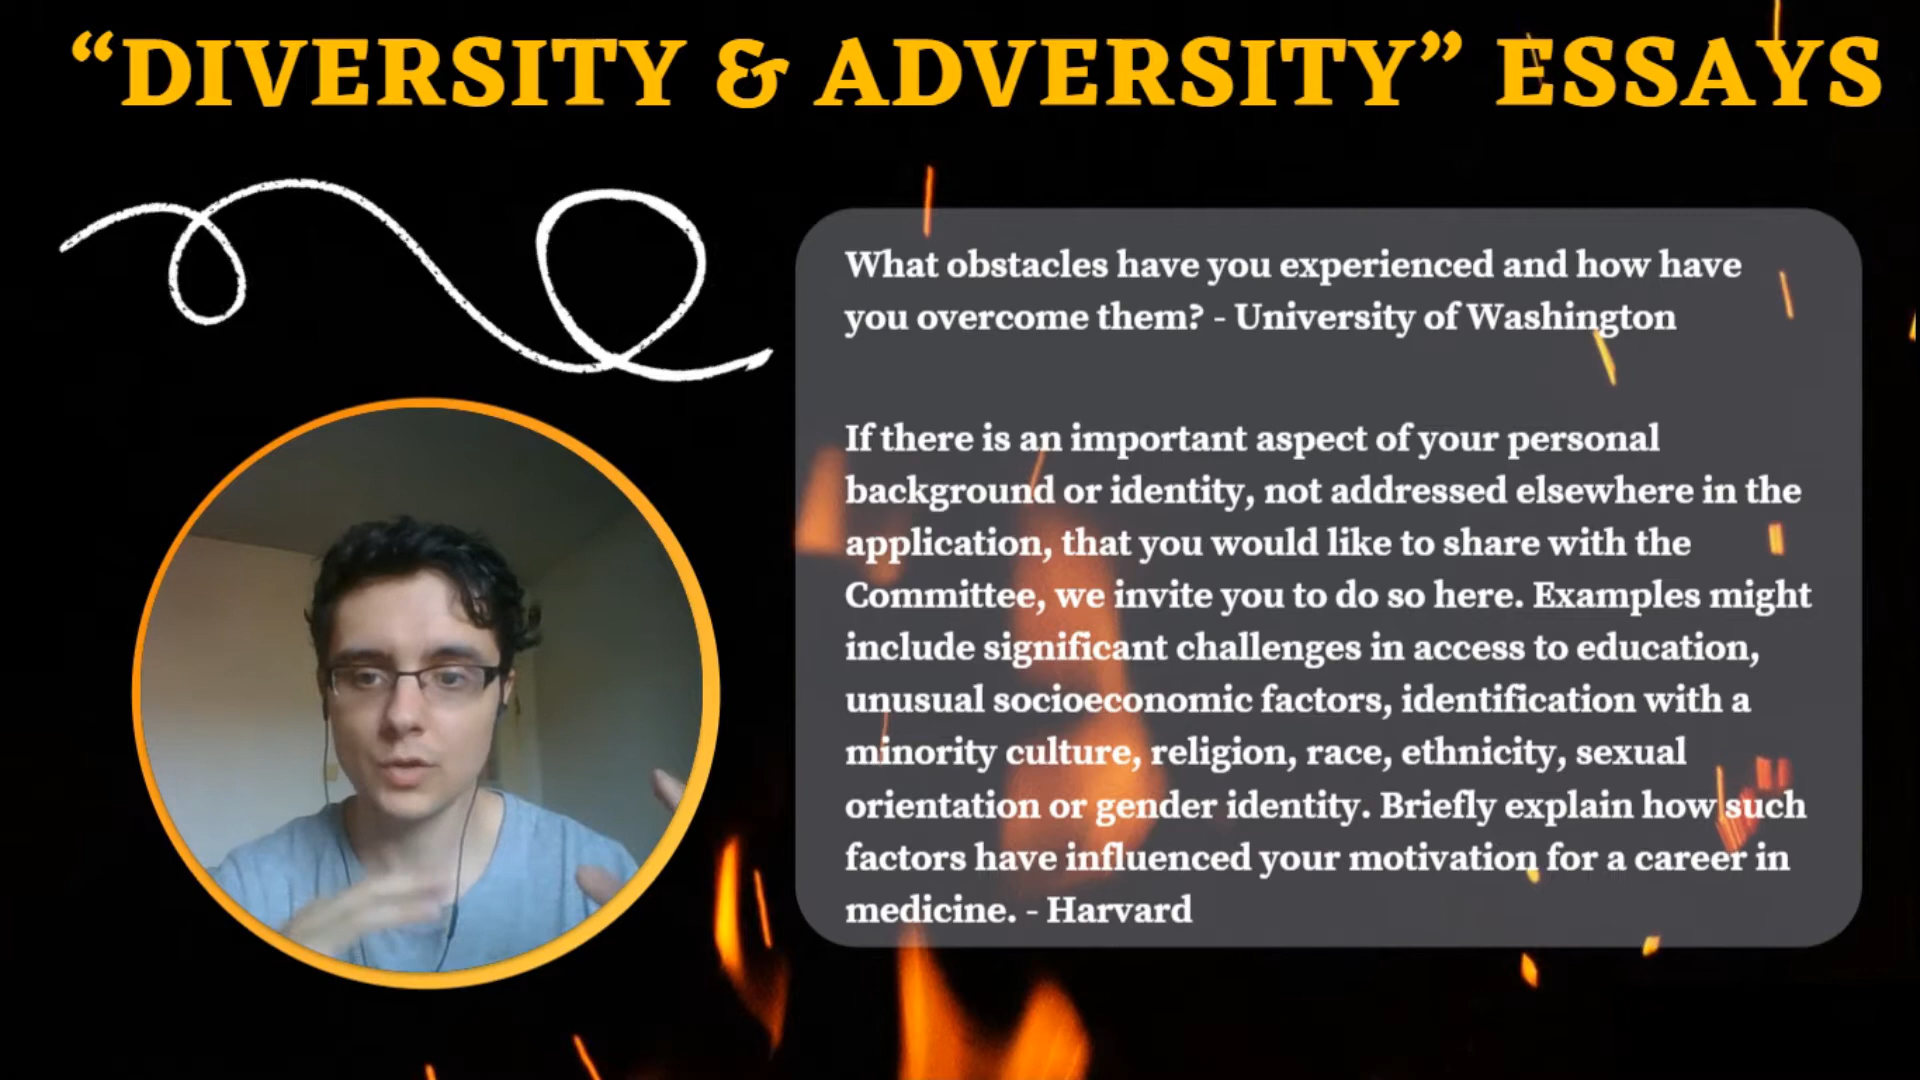 “DIVERSITY & ADVERSITY” ESSAYS
What obstacles have you experienced and how have
you overcome them? - University of Washington
If there is an important aspect of your personal
background or identity, not addressed elsewhere in the
application, that you would like to share with the
Committee, we invite you to do so here. Examples might
include significant challenges in access to education,
unusual socioeconomic factors, identification with a
minority culture, religion, race, ethnicity, sexual
orientation or gender identity. Briefly explain how such
factors have influenced your motivation for a career in
medicine. - Harvard